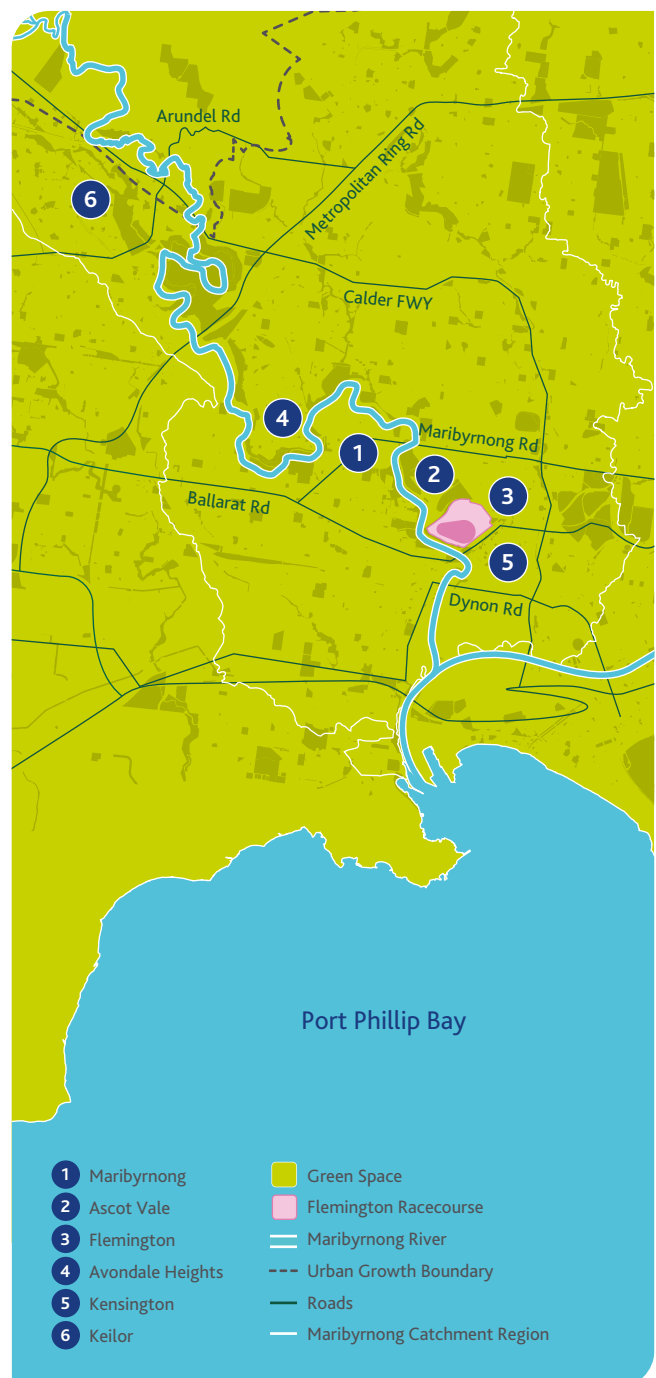 Arundel Rd
Metropolitan Ring Rd
6
Calder FWY
4
Maribyrnong Rd
1
2
3
Ballarat Rd
5
Dynon Rd
Port Phillip Bay
1 Maribyrnong
2 Ascot Vale
3 Flemington
4 Avondale Heights
5 Kensington
6 Keilor
Green Space
Flemington Racecourse
Maribyrnong River
Urban Growth Boundary
Roads
Maribyrnong Catchment Region